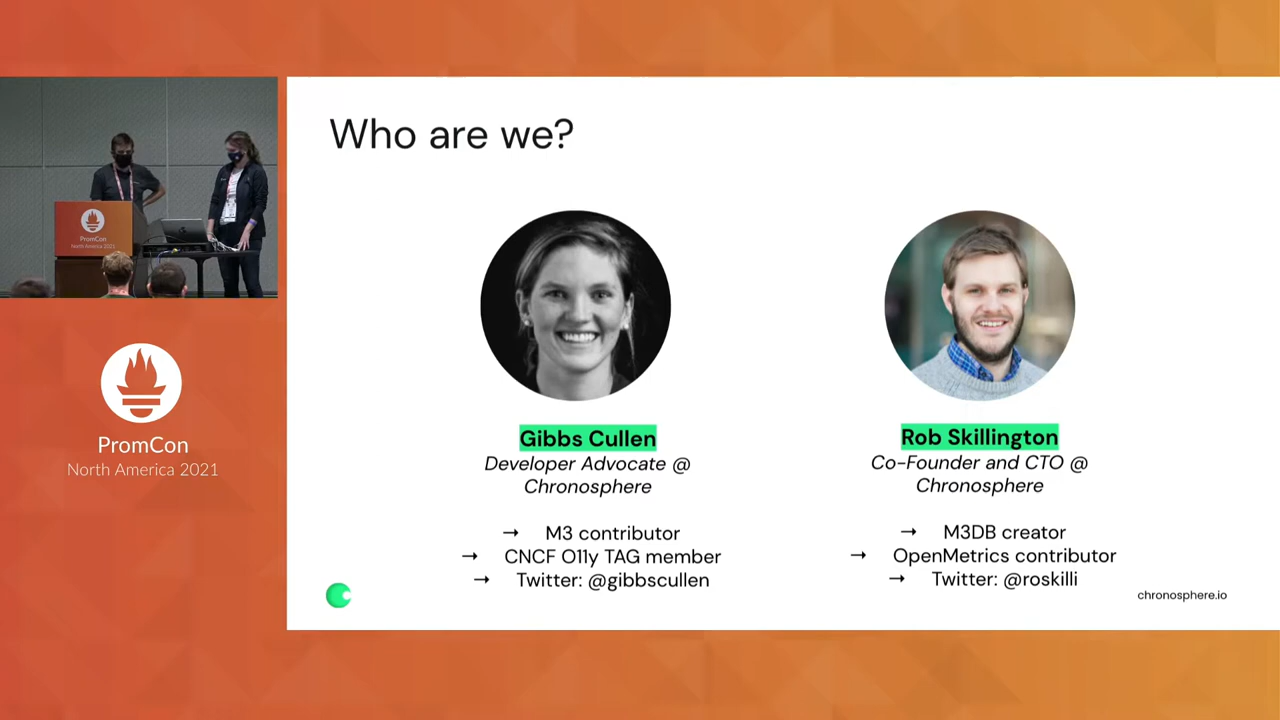 Who are we?
PromCon
North America 2021
PromCon
North America 2021
Gibbs Cullen
Developer Advocate @
Chronosphere
→ M3 contributor
→ CNCF O11y TAG member
→ Twitter: @gibbscullen
Rob Skillington
Co-Founder and CTO @
Chronosphere
→ M3DB creator
→ OpenMetrics contributor
→ Twitter: @roskilli
chronosphere.io